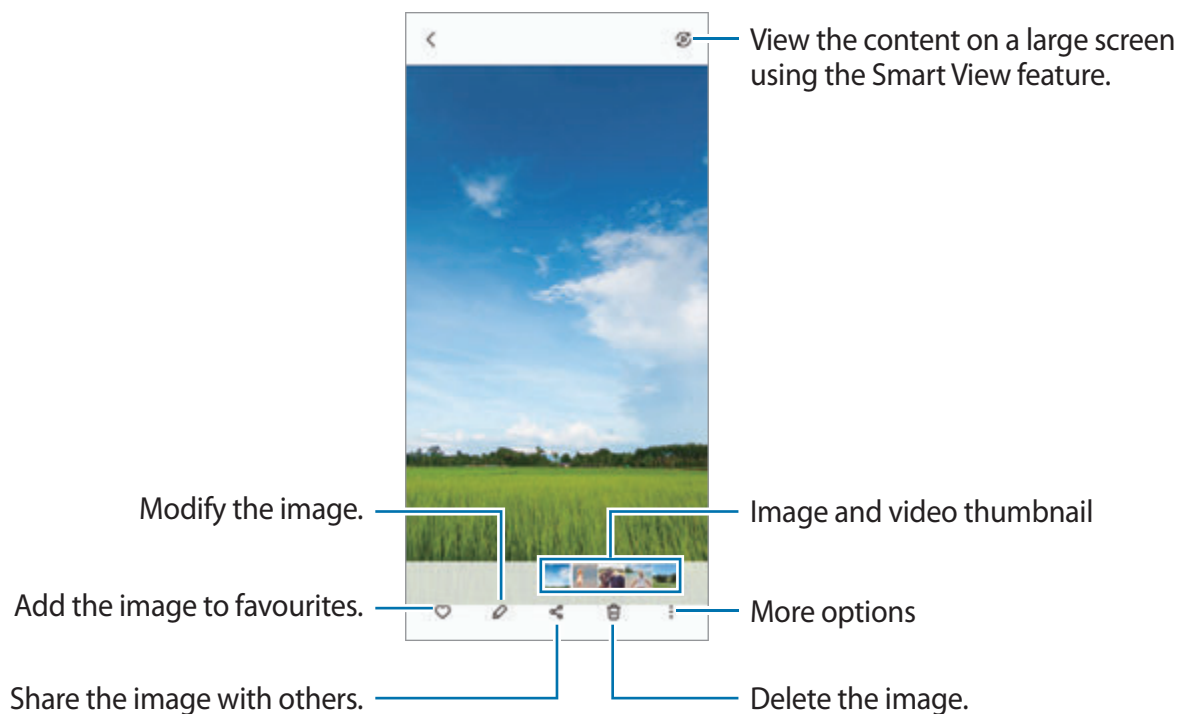 View the content on a large screen
using the Smart View feature.
Modify the image.
Image and video thumbnail
Add the image to favourites.
More options
Share the image with others.
Delete the image.